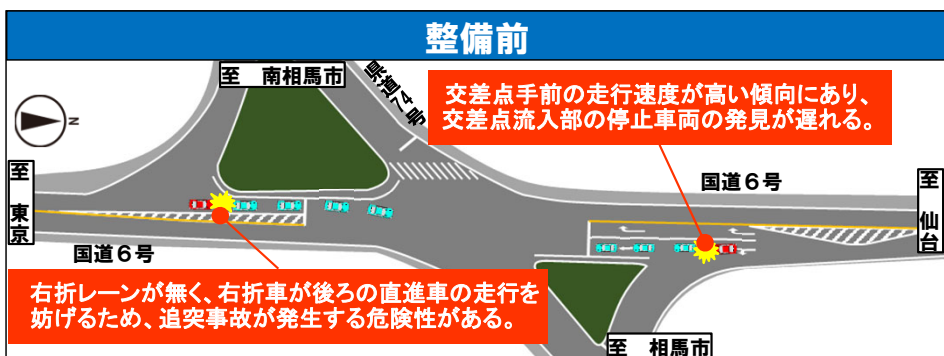 整備前
至 南相馬市
県道74号
交差点手前の走行速度が高い傾向にあり、
交差点流入部の停止車両の発見が遅れる。
N
至 東京
国道6号
至 仙台
国道6号
右折レーンが無く、右折車が後ろの直進車の走行を
妨げるため、追突事故が発生する危険性がある。
至 相馬市